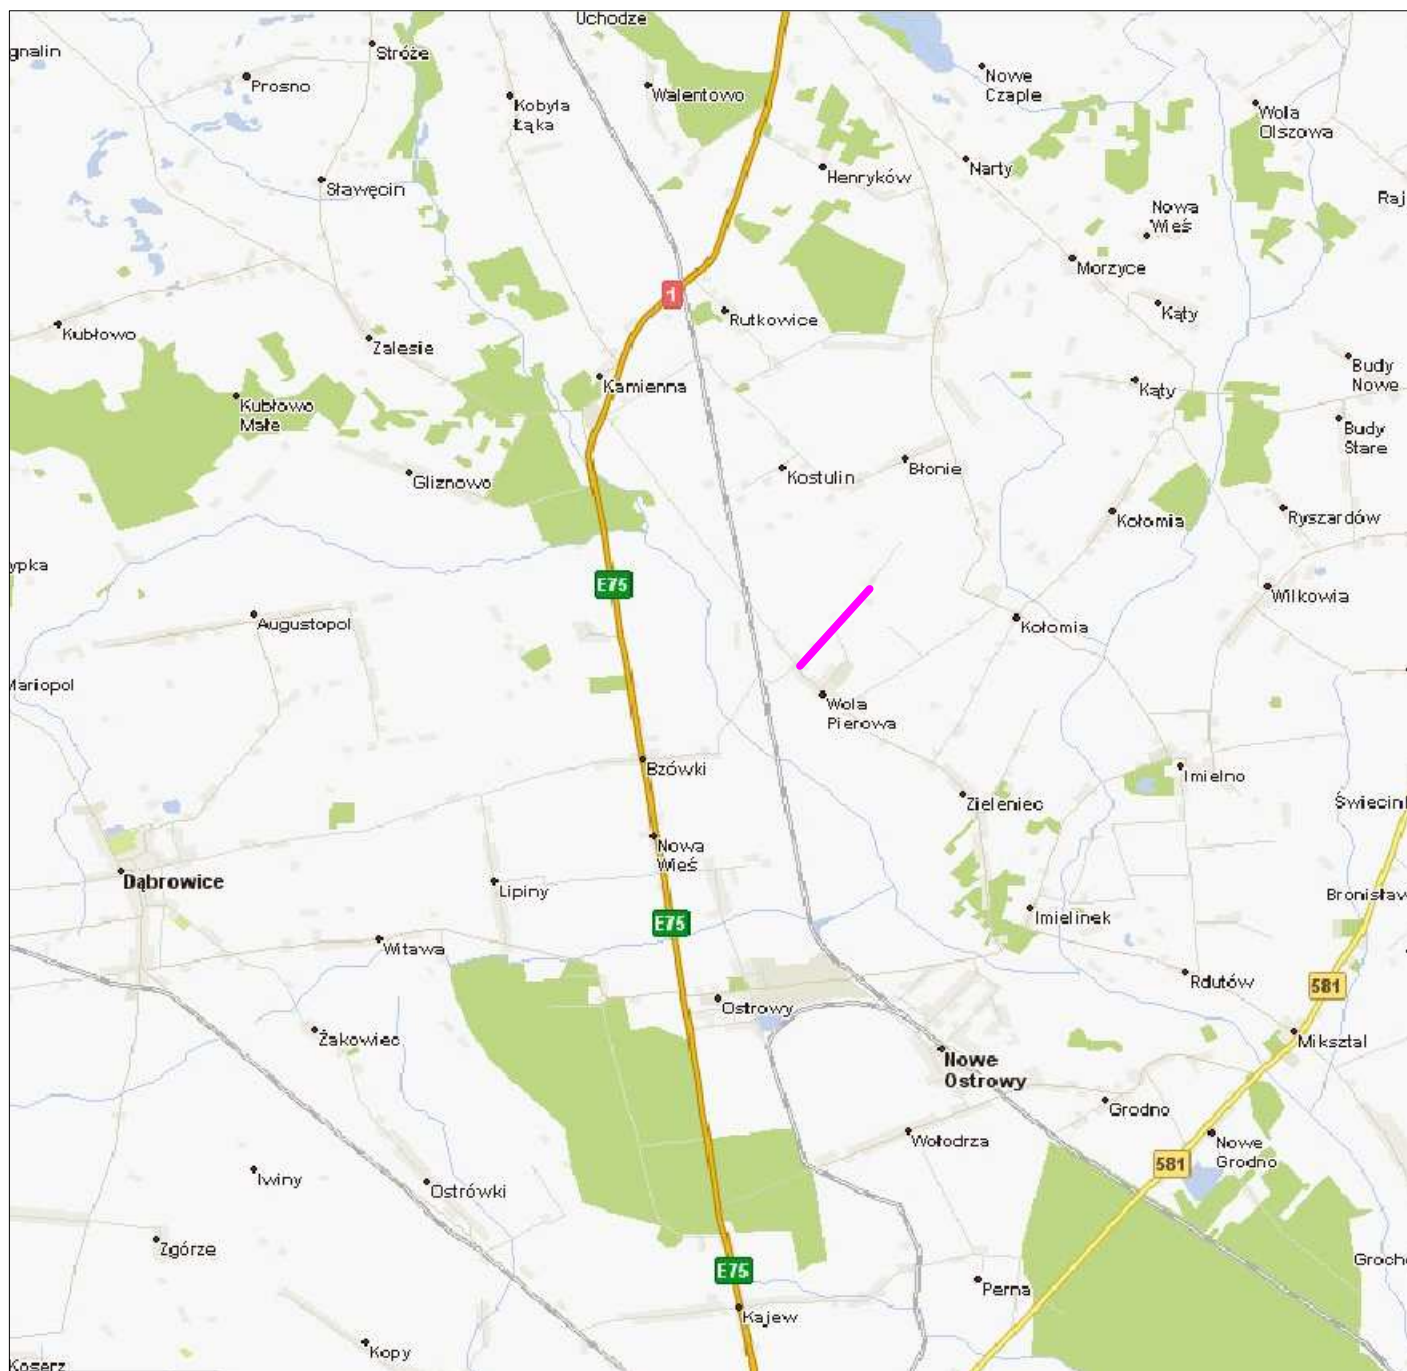 Uchodze
gnalin
Stróże
Prosno
Walentowo
Nowe
Czaple
Kobyla
Łąka
Wola
Olszowa
Henryków
Narty
Sławęcin
Raj
Nowa
Wieś
Morzyce
1
Kąty
Rutkowice
Kubłowo
Zalesie
Budy
Nowe
Kamienna
Kąty
Kubłowo
Małe
Budy
Stare
Kostulin
Błonie
Gliznowo
Kołomia
Ryszardów
ypka
E75
Wilkowia
Augustopol
Kołomia
Mariopol
Wola
Pierowa
Bzówki
Imielno
Zieleniec
Świecink
Nowa
Wieś
Dąbrowice
Lipiny
Bronisław
Imielinek
E75
Witawa
Rdutów
581
Ostrowy
Żakowiec
Miksztal
Nowe
Ostrowy
Grodno
Wołodrza
Nowe
Grodno
581
Iwiny
Ostrówki
Zgórze
Grocho
E75
Perna
Kajew
Kopy
Koserz